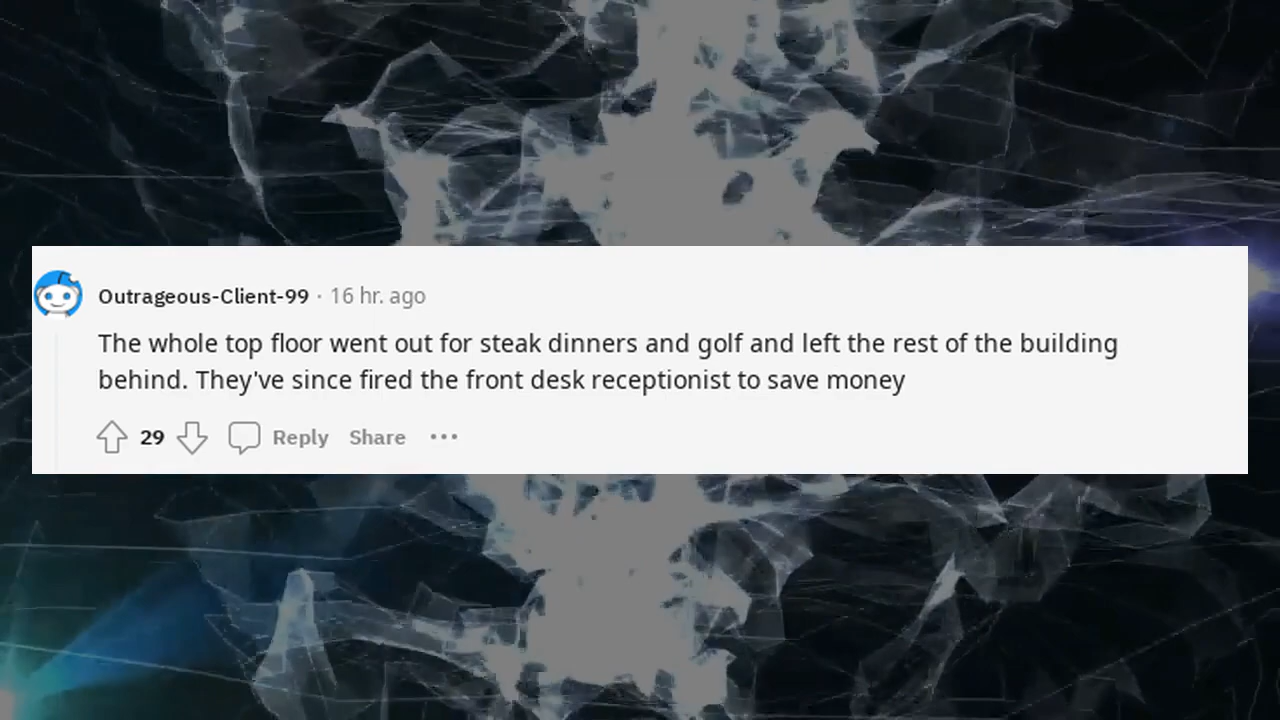 Outrageous-Client-99 · 16 hr. ago
The whole top floor went out for steak dinners and golf and left the rest of the building
behind. They've since fired the front desk receptionist to save money
29 Reply Share ···